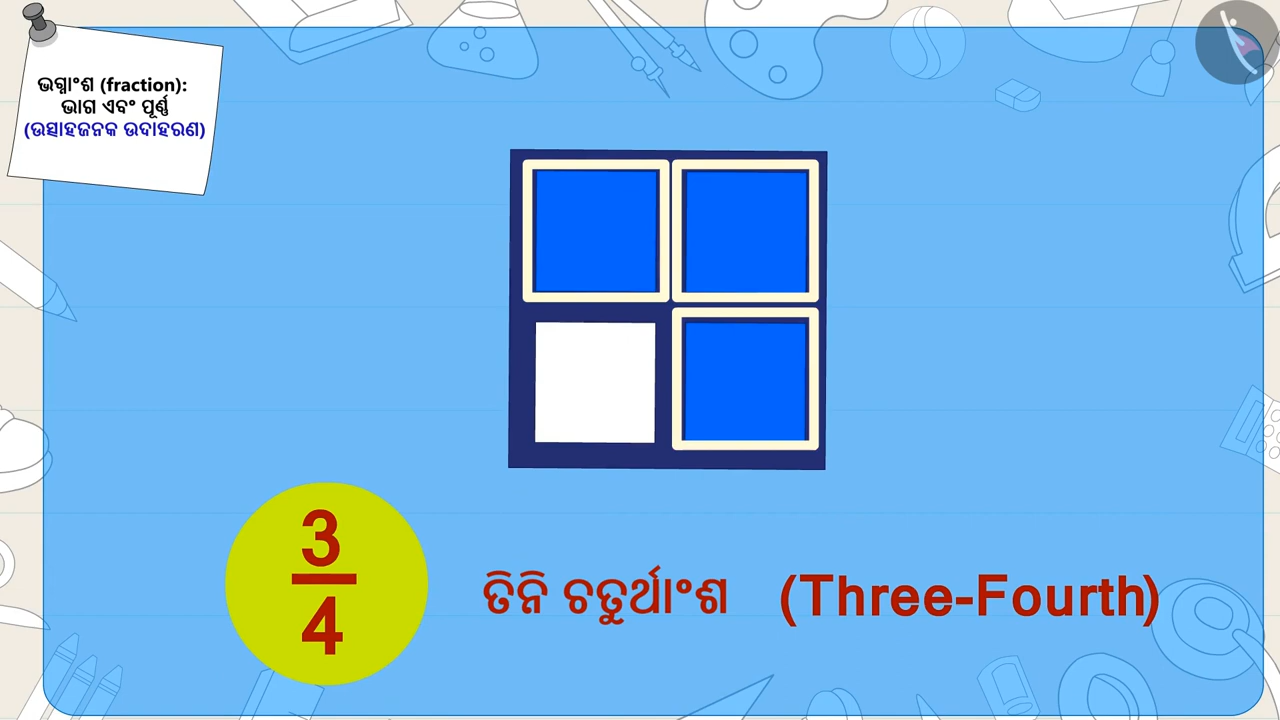 ଭଗ୍ନାଂଶ (fraction):
ଭାଗ ଏବଂ ପୂର୍ଣ୍ଣ
(ଉତ୍ସାହଜନକ ଉଦାହରଣ)
3
4
ତିନି ଚତୁର୍ଥାଂଶ (Three-Fourth)